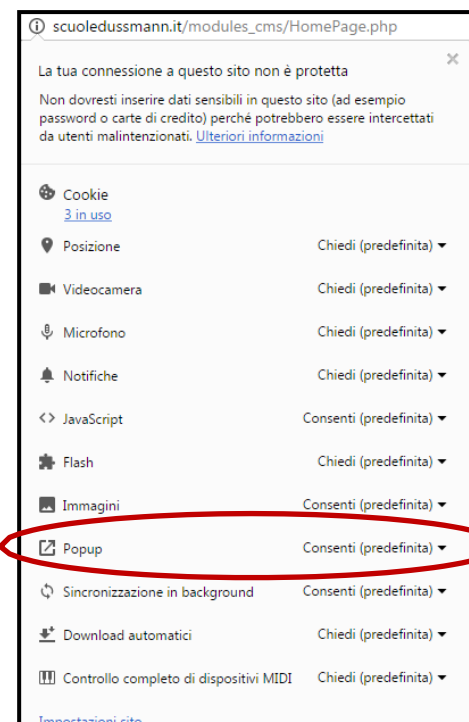 scuoledussmann.it/modules_cms/HomePage.php
La tua connessione a questo sito non è protetta
Non dovresti inserire dati sensibili in questo sito (ad esempio
password o carte di credito) perché potrebbero essere intercettati
da utenti malintenzionati. Ulteriori informazioni
Cookie
3 in uso
Posizione Chiedi (predefinita)
Videocamera Chiedi (predefinita)
Microfono Chiedi (predefinita)
Notifiche Chiedi (predefinita)
JavaScript Consenti (predefinita)
Flash Chiedi (predefinita)
Immagini Consenti (predefinita)
Popup Consenti (predefinita)
Sincronizzazione in background Consenti (predefinita)
Download automatici Chiedi (predefinita)
Controllo completo di dispositivi MIDI Chiedi (predefinita)
Impostazioni sito